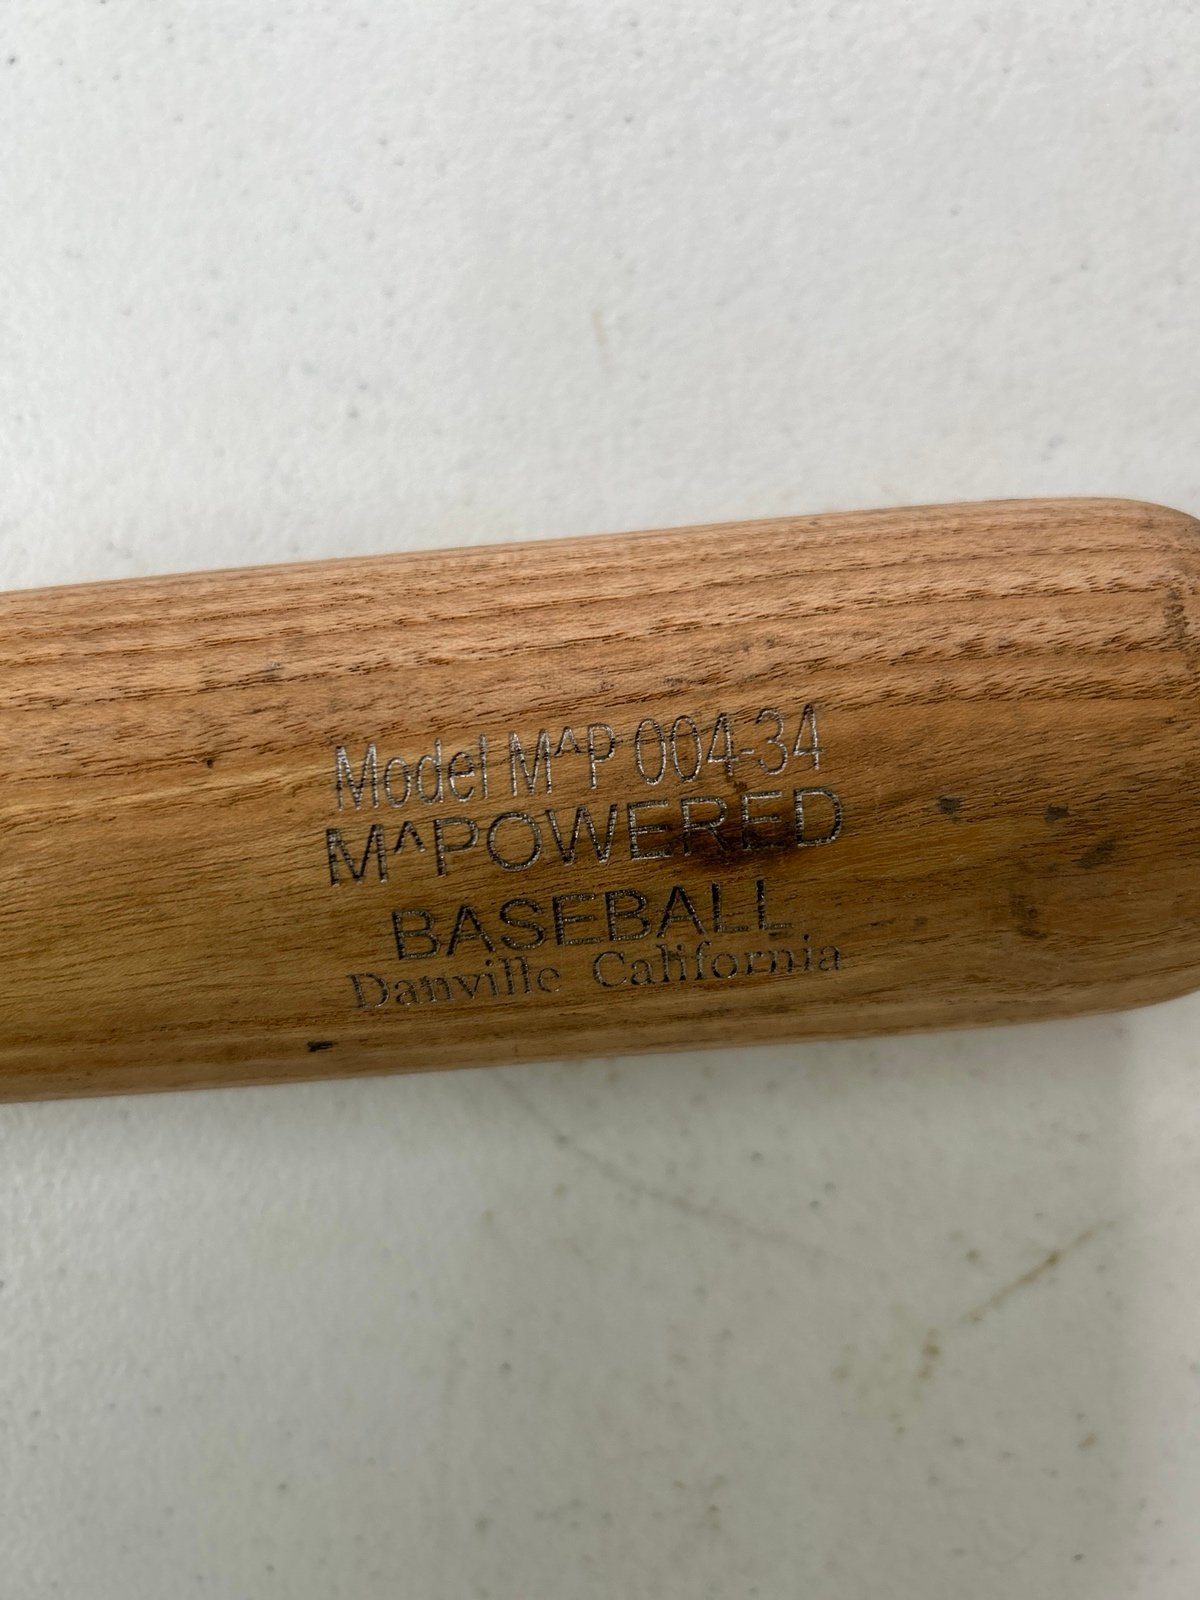 Model M^P 004-34
M^POWERED
BASEBALL
Danville California